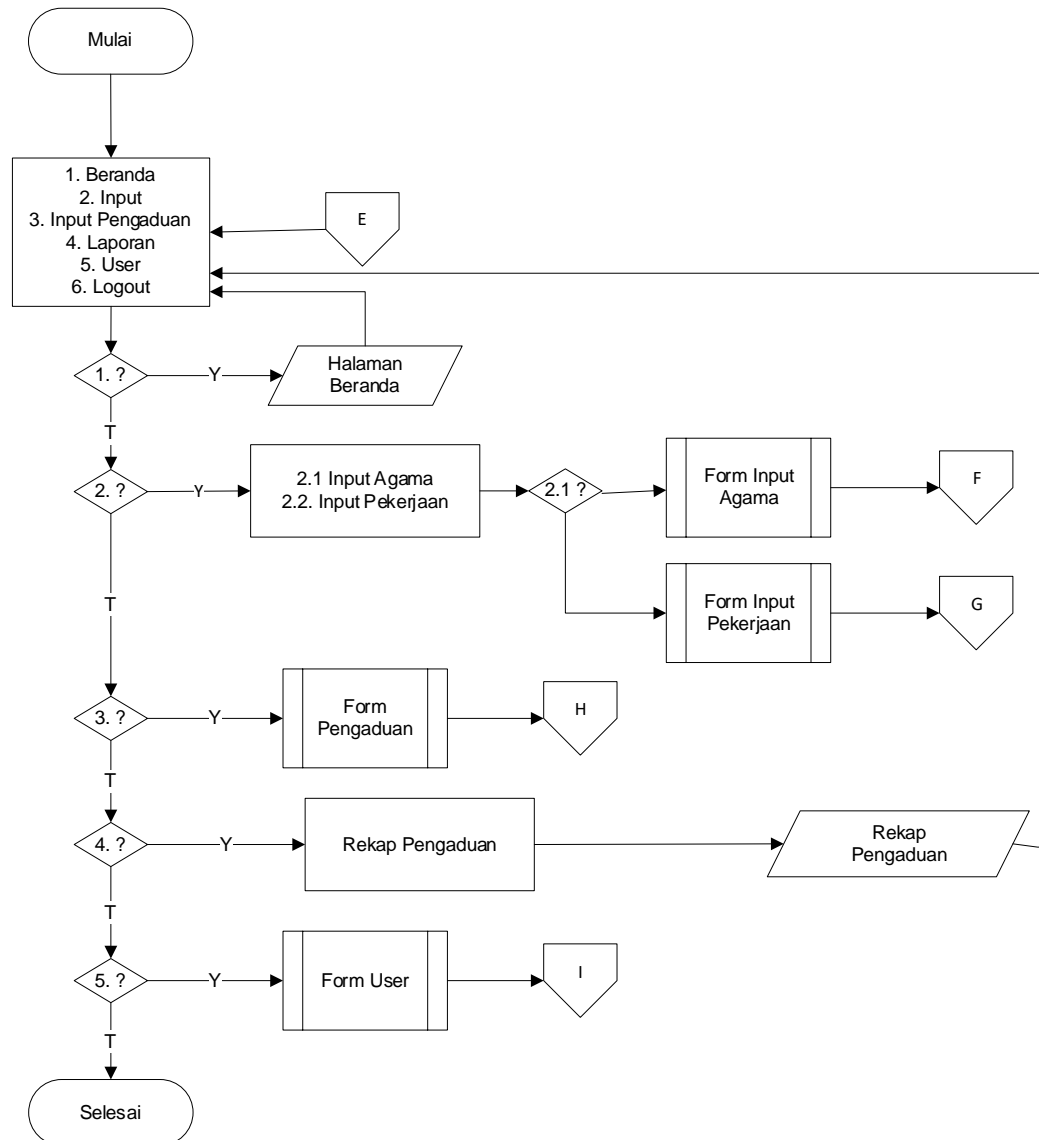 Mulai
1. Beranda
2. Input
3. Input Pengaduan
4. Laporan
5. User
6. Logout
E
1. ?
Y
Halaman
Beranda
T
2. ?
Y
2.1 Input Agama
2.2. Input Pekerjaan
2.1 ?
Form Input
Agama
F
T
Form Input
Pekerjaan
G
3. ?
Y
Form
Pengaduan
H
T
4. ?
Y
Rekap Pengaduan
Rekap
Pengaduan
T
5. ?
Y
Form User
I
T
Selesai